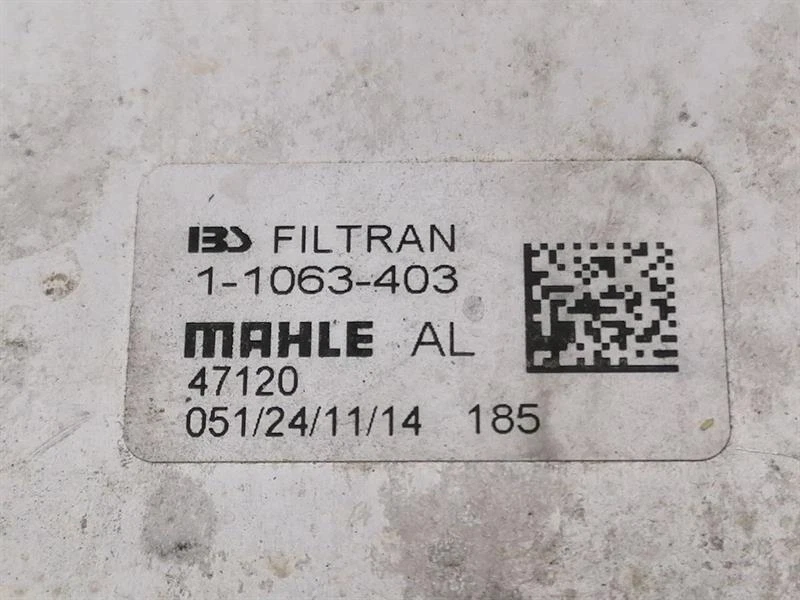 IBS FILTRAN
1-1063-403
MAHLE AL
47120
051/24/11/14 185